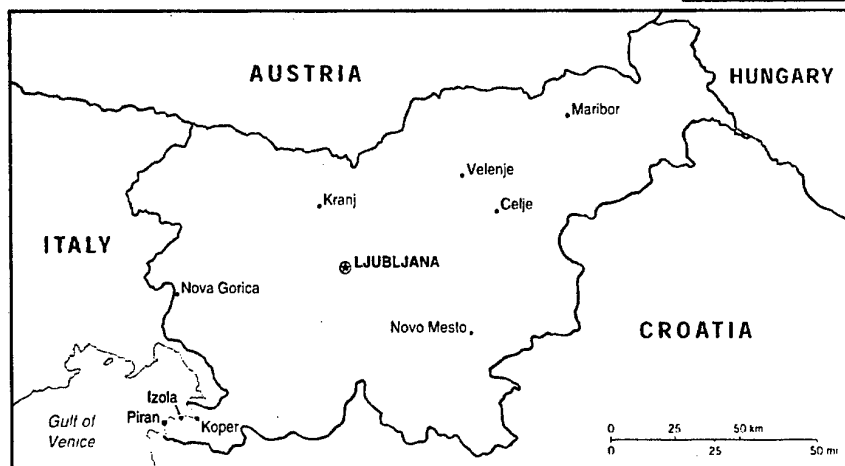 AUSTRIA
HUNGARY
Maribor
Velenje
Kranj
Celje
ITALY
LJUBLJANA
Nova Gorica
Novo Mesto
CROATIA
Izola
Piran
Koper
Gulf of
Venice
0 25 50 km
0 25 50 mi